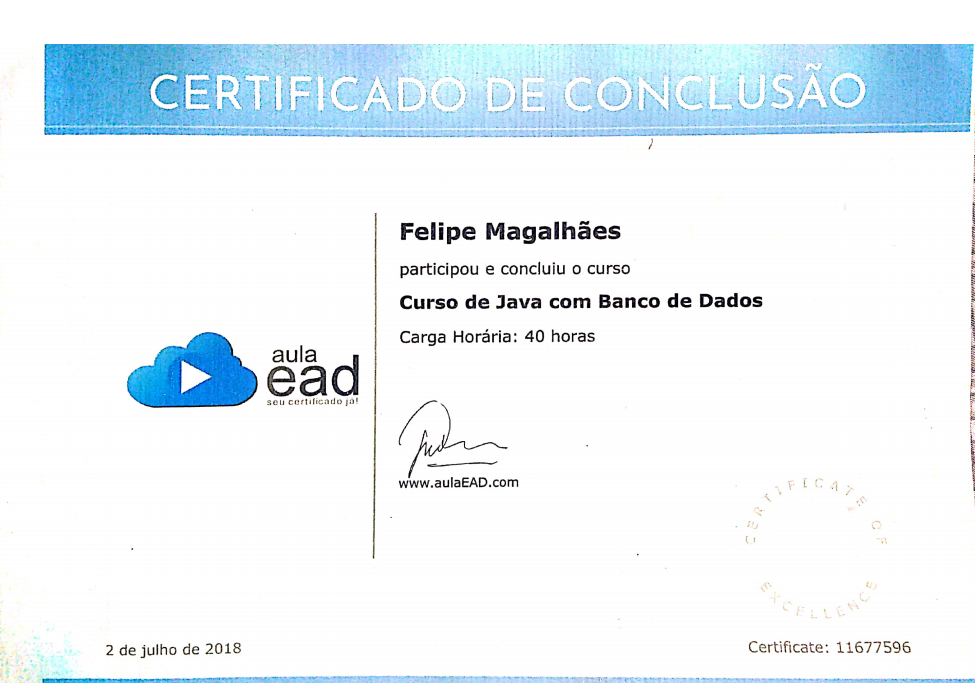 CERTIFICADO DE CONCLUSÃO
Felipe Magalhães
participou e concluiu o curso
Curso de Java com Banco de Dados
Carga Horária: 40 horas
aula
ead
seu certificado já!
www.aulaEAD.com
CERTIFICATE OF
EXCELLENCE
2 de julho de 2018
Certificate: 11677596